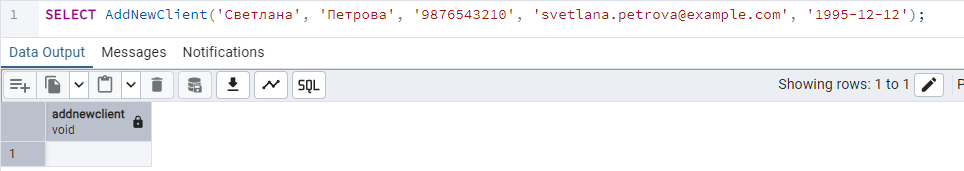 1 SELECT AddNewClient('Светлана', 'Петрова', '9876543210', 'svetlana.petrova@example.com', '1995-12-12');
Data Output Messages Notifications
SQL Showing rows: 1 to 1 P
addnewclient
void
1